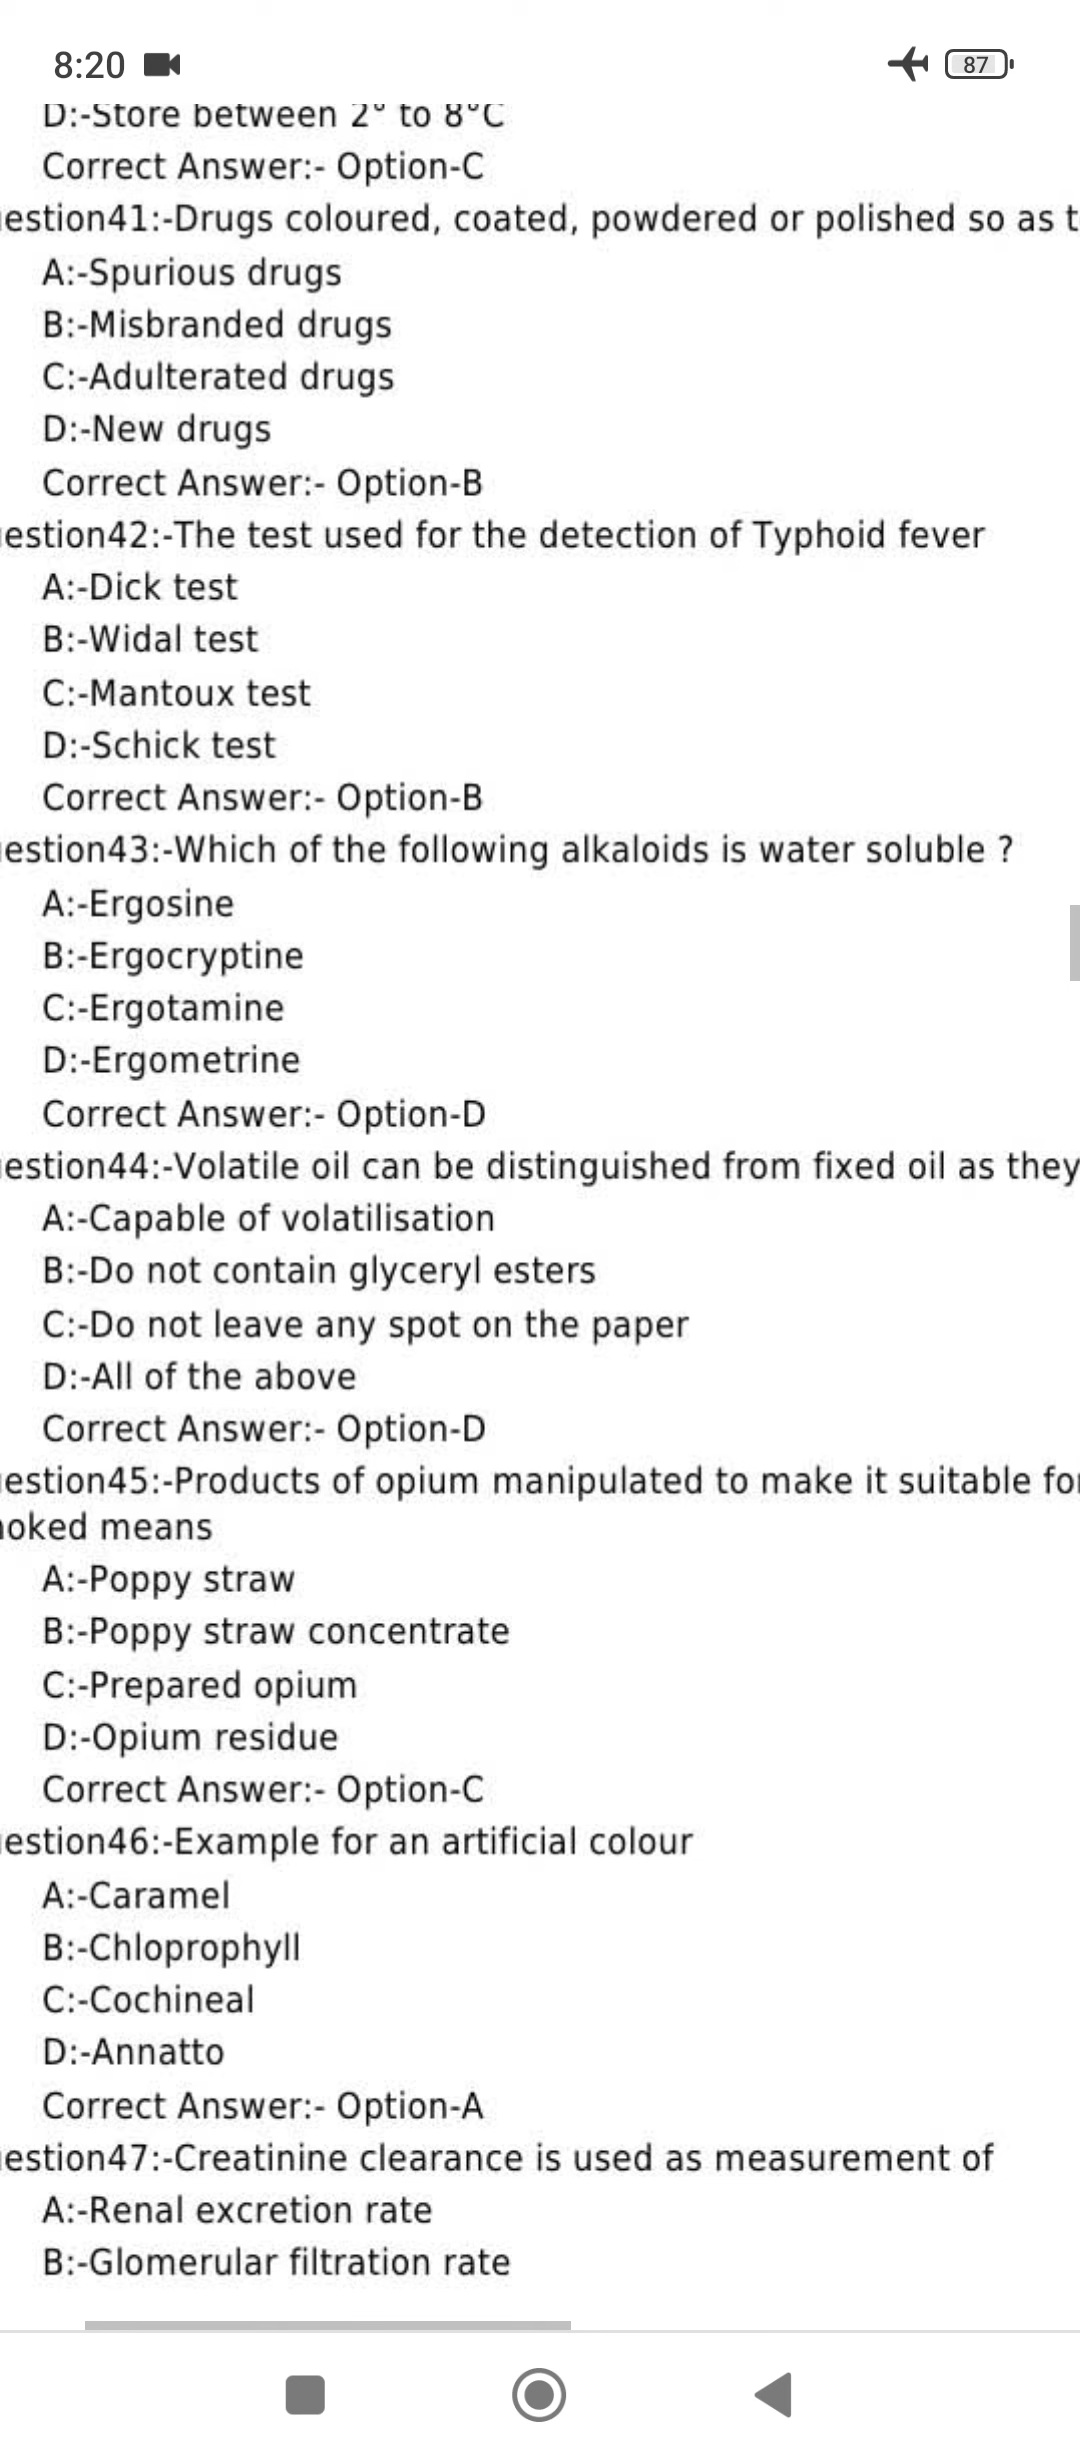 8:20
87
D:-Store between 2° to 8°C
Correct Answer:- Option-C
estion41:-Drugs coloured, coated, powdered or polished so as t
A:-Spurious drugs
B:-Misbranded drugs
C:-Adulterated drugs
D:-New drugs
Correct Answer:- Option-B
estion42:-The test used for the detection of Typhoid fever
A:-Dick test
B:-Widal test
C:-Mantoux test
D:-Schick test
Correct Answer:- Option-B
estion43:-Which of the following alkaloids is water soluble ?
A:-Ergosine
B:-Ergocryptine
C:-Ergotamine
D:-Ergometrine
Correct Answer:- Option-D
estion44:-Volatile oil can be distinguished from fixed oil as they
A:-Capable of volatilisation
B:-Do not contain glyceryl esters
C:-Do not leave any spot on the paper
D:-All of the above
Correct Answer:- Option-D
estion45:-Products of opium manipulated to make it suitable for
oked means
A:-Poppy straw
B:-Poppy straw concentrate
C:-Prepared opium
D:-Opium residue
Correct Answer:- Option-C
estion46:-Example for an artificial colour
A:-Caramel
B:-Chloprophyll
C:-Cochineal
D:-Annatto
Correct Answer:- Option-A
estion47:-Creatinine clearance is used as measurement of
A:-Renal excretion rate
B:-Glomerular filtration rate